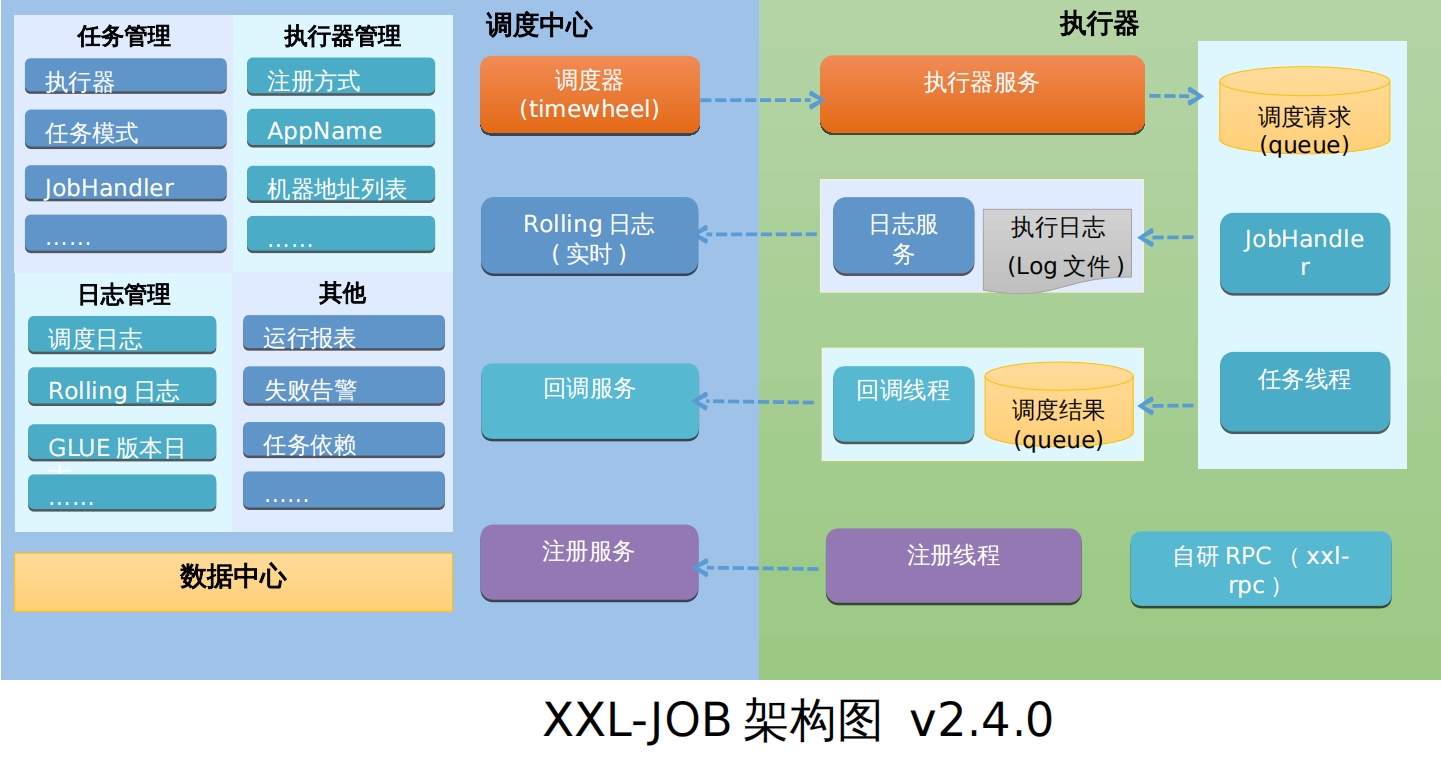 调度中心
执行器
任务管理
执行器
任务模式
JobHandler
……
执行器管理
注册方式
AppName
机器地址列表
……
日志管理
调度日志
Rolling 日志
GLUE 版本日
……
其他
运行报表
失败告警
任务依赖
……
数据中心
调度器
(timewheel)
Rolling 日志
( 实时 )
回调服务
注册服务
执行器服务
日志服
务
执行日志
(Log 文件 )
回调线程
调度结果
(queue)
注册线程
调度请求
(queue)
JobHandle
r
任务线程
自研 RPC （ xxl-
rpc ）
XXL-JOB 架构图 v2.4.0